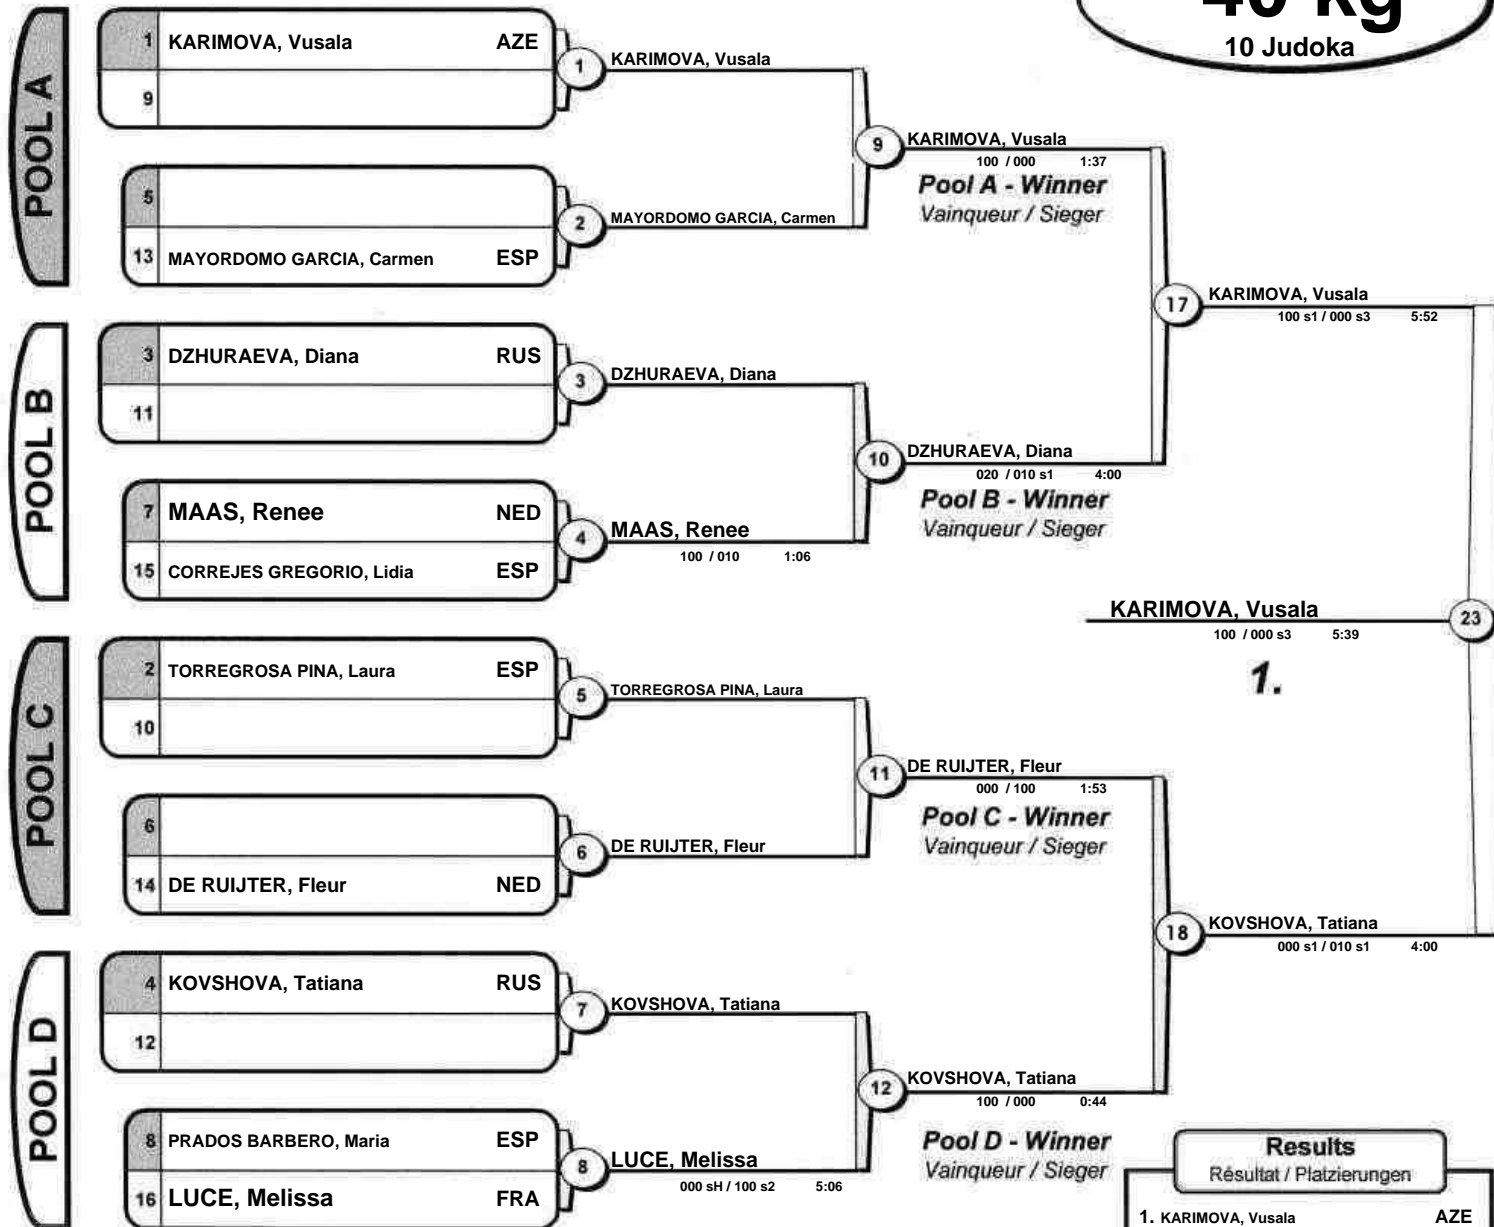 40 kg
10 Judoka
POOL A
1 KARIMOVA, Vusala AZE
9
5
13 MAYORDOMO GARCIA, Carmen ESP
1 KARIMOVA, Vusala
2 MAYORDOMO GARCIA, Carmen
9 KARIMOVA, Vusala
100 / 000 1:37
Pool A - Winner
Vainqueur / Sieger
17 KARIMOVA, Vusala
100 s1 / 000 s3 5:52
POOL B
3 DZHURAEVA, Diana RUS
11
7 MAAS, Renee NED
15 CORREJES GREGORIO, Lidia ESP
3 DZHURAEVA, Diana
4 MAAS, Renee
100 / 010 1:06
10 DZHURAEVA, Diana
020 / 010 s1 4:00
Pool B - Winner
Vainqueur / Sieger
KARIMOVA, Vusala 23
100 / 000 s3 5:39
1.
POOL C
2 TORREGROSA PINA, Laura ESP
10
6
14 DE RUIJTER, Fleur NED
5 TORREGROSA PINA, Laura
6 DE RUIJTER, Fleur
11 DE RUIJTER, Fleur
000 / 100 1:53
Pool C - Winner
Vainqueur / Sieger
18 KOVSHOVA, Tatiana
000 s1 / 010 s1 4:00
POOL D
4 KOVSHOVA, Tatiana RUS
12
8 PRADOS BARBERO, Maria ESP
16 LUCE, Melissa FRA
7 KOVSHOVA, Tatiana
8 LUCE, Melissa
000 sH / 100 s2 5:06
12 KOVSHOVA, Tatiana
100 / 000 0:44
Pool D - Winner
Vainqueur / Sieger
Results
Résultat / Platzierungen
1. KARIMOVA, Vusala AZE